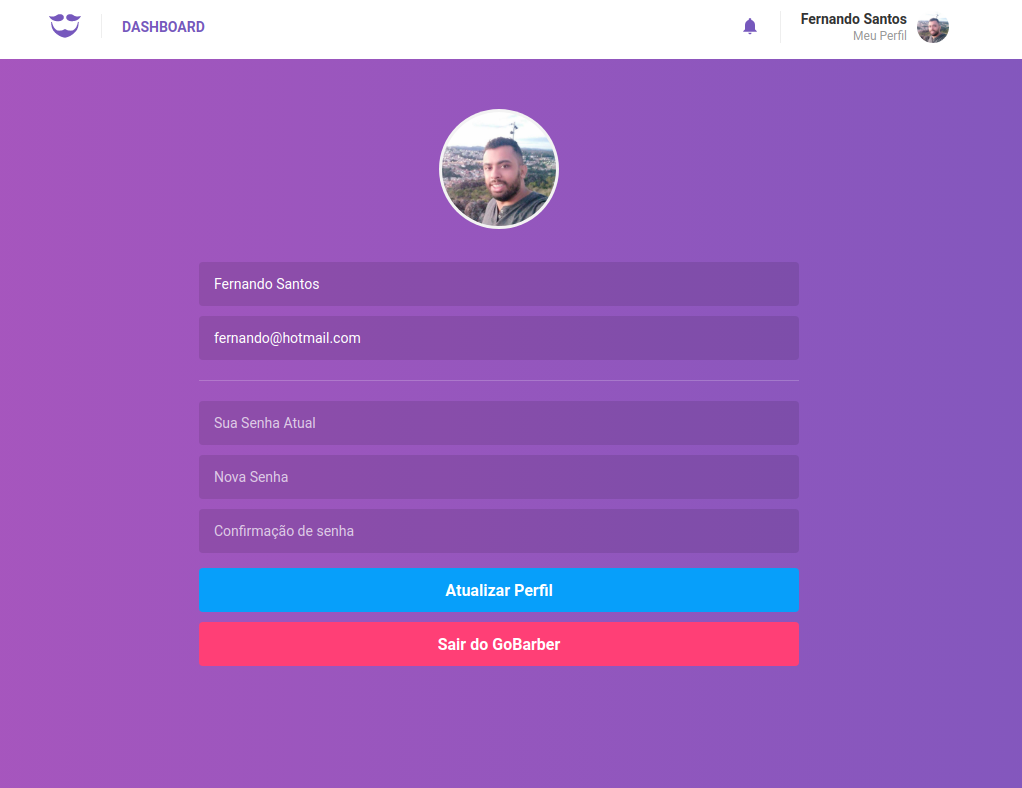 DASHBOARD
Fernando Santos
Meu Perfil
Fernando Santos
fernando@hotmail.com
Sua Senha Atual
Nova Senha
Confirmação de senha
Atualizar Perfil
Sair do GoBarber